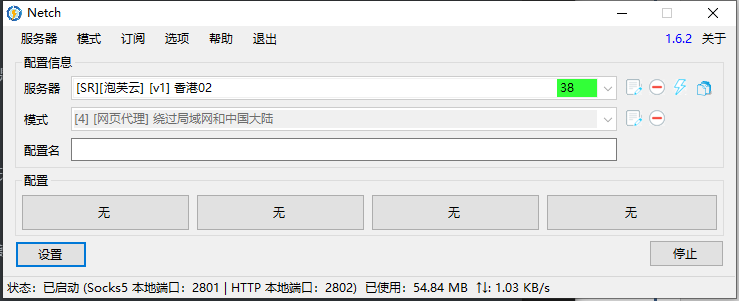 Netch
服务器 模式 订阅 选项 帮助 退出 1.6.2 关于
配置信息
服务器 [SR][泡芙云] [v1] 香港02 38
模式 [4] [网页代理] 绕过局域网和中国大陆
配置名
配置
无 无 无 无
设置 停止
状态：已启动 (Socks5 本地端口：2801 | HTTP 本地端口：2802) 已使用：54.84 MB ↑↓: 1.03 KB/s